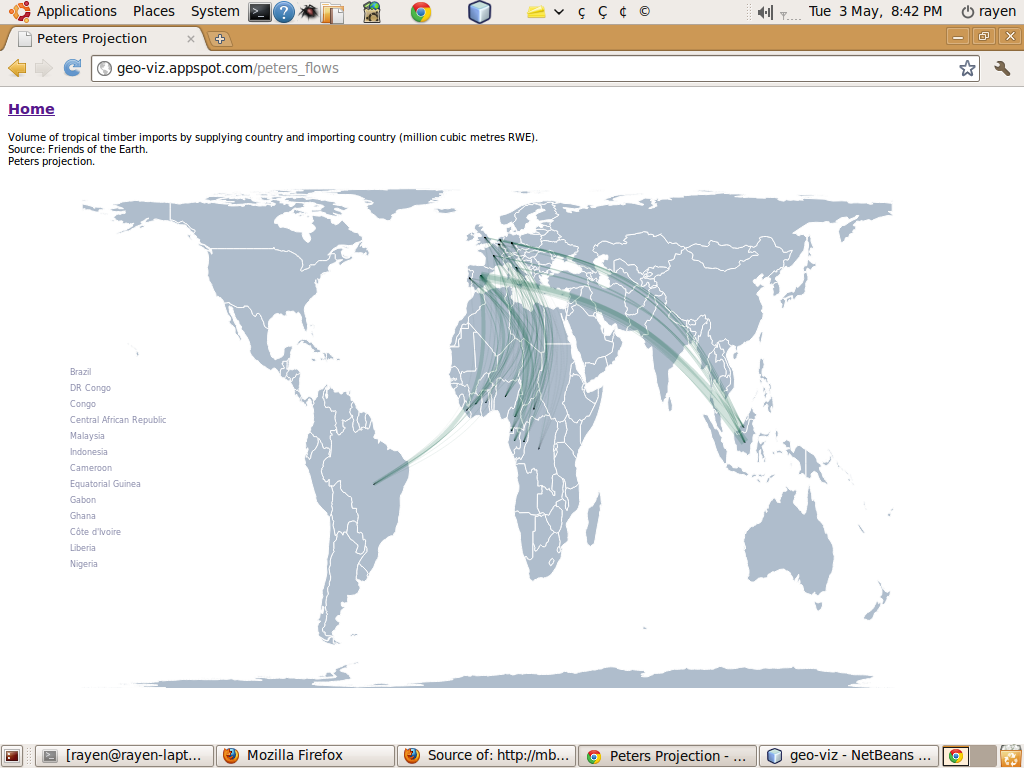 Applications Places System ç Ç ¢ © Tue 3 May, 8:42 PM rayen
Peters Projection
geo-viz.appspot.com/peters_flows
Home
Volume of tropical timber imports by supplying country and importing country (million cubic metres RWE).
Source: Friends of the Earth.
Peters projection.
Brazil
DR Congo
Congo
Central African Republic
Malaysia
Indonesia
Cameroon
Equatorial Guinea
Gabon
Ghana
Côte d'Ivoire
Liberia
Nigeria
[rayen@rayen-lapt... Mozilla Firefox Source of: http://mb... Peters Projection - ... geo-viz - NetBeans ...